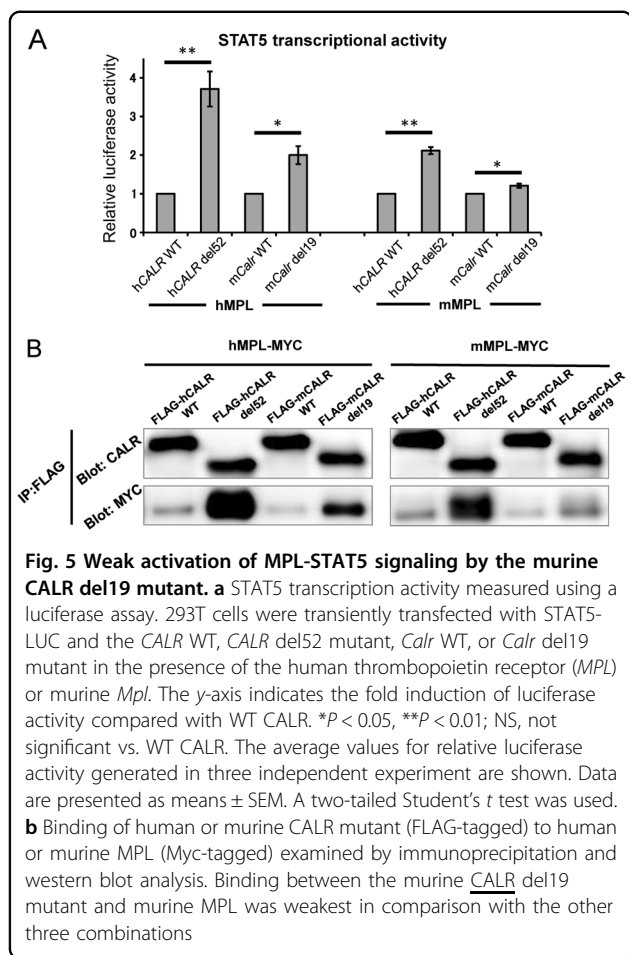 A
STAT5 transcriptional activity
Relative luciferase activity
4
3
2
1
0
**
*
**
*
hCALR WT
hCALR del52
mCalr WT
mCalr del19
hCALR WT
hCALR del52
mCalr WT
mCalr del19
hMPL
mMPL
B
hMPL-MYC
mMPL-MYC
FLAG-hCALR WT
FLAG-hCALR del52
FLAG-mCALR WT
FLAG-mCALR del19
FLAG-hCALR WT
FLAG-hCALR del52
FLAG-mCALR WT
FLAG-mCALR del19
IP:FLAG
Blot: CALR
Blot: MYC
Fig. 5 Weak activation of MPL-STAT5 signaling by the murine
CALR del19 mutant. a STAT5 transcription activity measured using a
luciferase assay. 293T cells were transiently transfected with STAT5-
LUC and the CALR WT, CALR del52 mutant, Calr WT, or Calr del19
mutant in the presence of the human thrombopoietin receptor (MPL)
or murine Mpl. The y-axis indicates the fold induction of luciferase
activity compared with WT CALR. *P < 0.05, **P < 0.01; NS, not
significant vs. WT CALR. The average values for relative luciferase
activity generated in three independent experiment are shown. Data
are presented as means ± SEM. A two-tailed Student's t test was used.
b Binding of human or murine CALR mutant (FLAG-tagged) to human
or murine MPL (Myc-tagged) examined by immunoprecipitation and
western blot analysis. Binding between the murine CALR del19
mutant and murine MPL was weakest in comparison with the other
three combinations